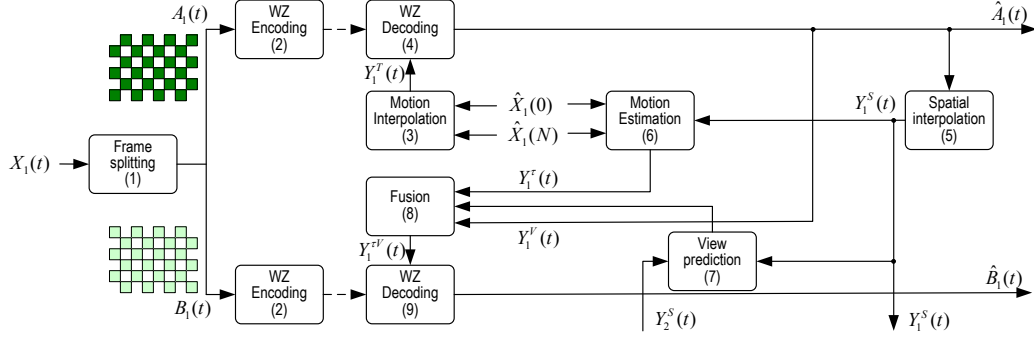 A₁(t)
WZ
Encoding
(2)
WZ
Decoding
(4)
Â₁(t)
Y₁ᵀ(t)
Motion
Interpolation
(3)
X̂₁(0)
X̂₁(N)
Motion
Estimation
(6)
Y₁ˢ(t)
Spatial
interpolation
(5)
X₁(t)
Frame
splitting
(1)
Y₁^τ(t)
Fusion
(8)
Y₁^V(t)
Y₁^τV(t)
View
prediction
(7)
B₁(t)
WZ
Encoding
(2)
WZ
Decoding
(9)
B̂₁(t)
Y₂ˢ(t)
Y₁ˢ(t)